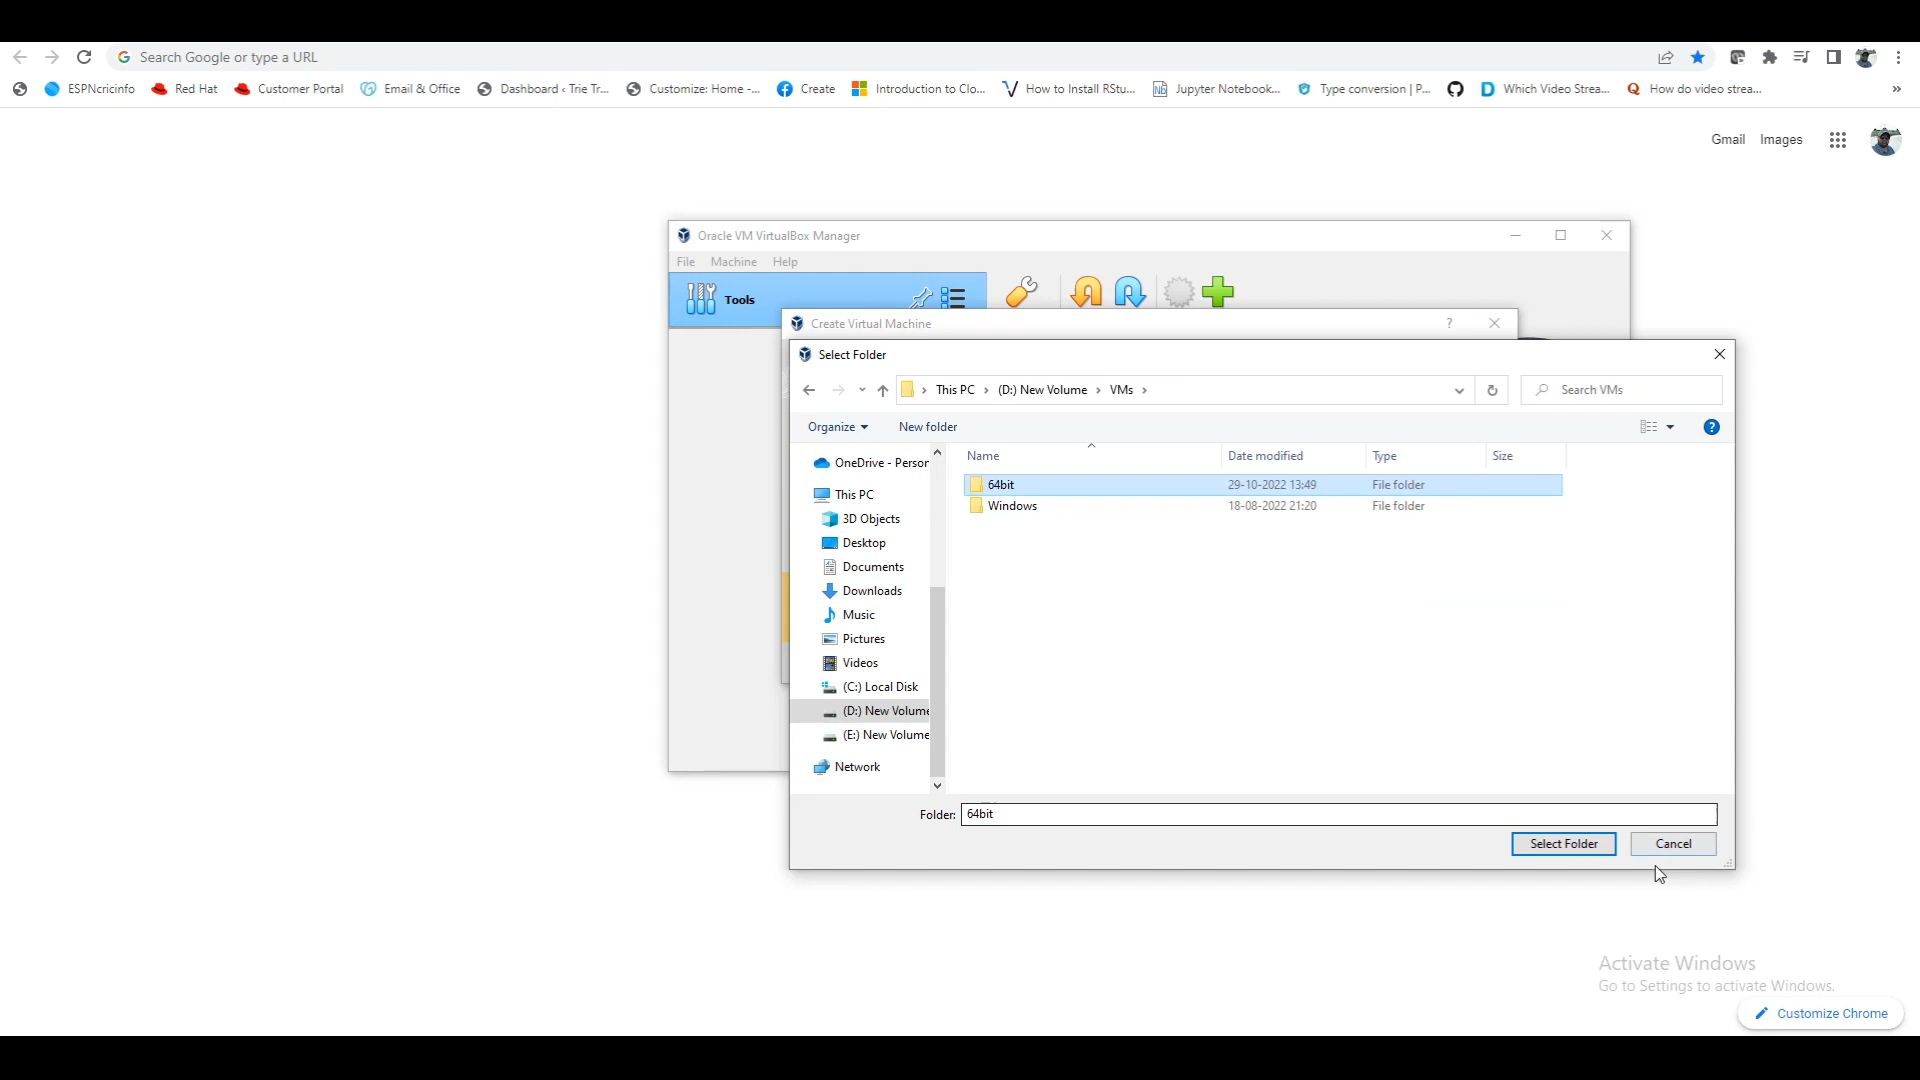 Search Google or type a URL
ESPNcricinfo Red Hat Customer Portal Email & Office Dashboard ‹ Trie Tr... Customize: Home -... Create Introduction to Clo... How to Install RStu... Jupyter Notebook... Type conversion | P... Which Video Strea... How do video strea... »
Gmail Images
Oracle VM VirtualBox Manager
File Machine Help
Tools
Create Virtual Machine ?
Select Folder
This PC › (D:) New Volume › VMs ›
Search VMs
Organize New folder ?
Name Date modified Type Size
64bit 29-10-2022 13:49 File folder
Windows 18-08-2022 21:20 File folder
OneDrive - Person
This PC
3D Objects
Desktop
Documents
Downloads
Music
Pictures
Videos
(C:) Local Disk
(D:) New Volume
(E:) New Volume
Network
Folder: 64bit
Select Folder Cancel
Activate Windows
Go to Settings to activate Windows.
Customize Chrome